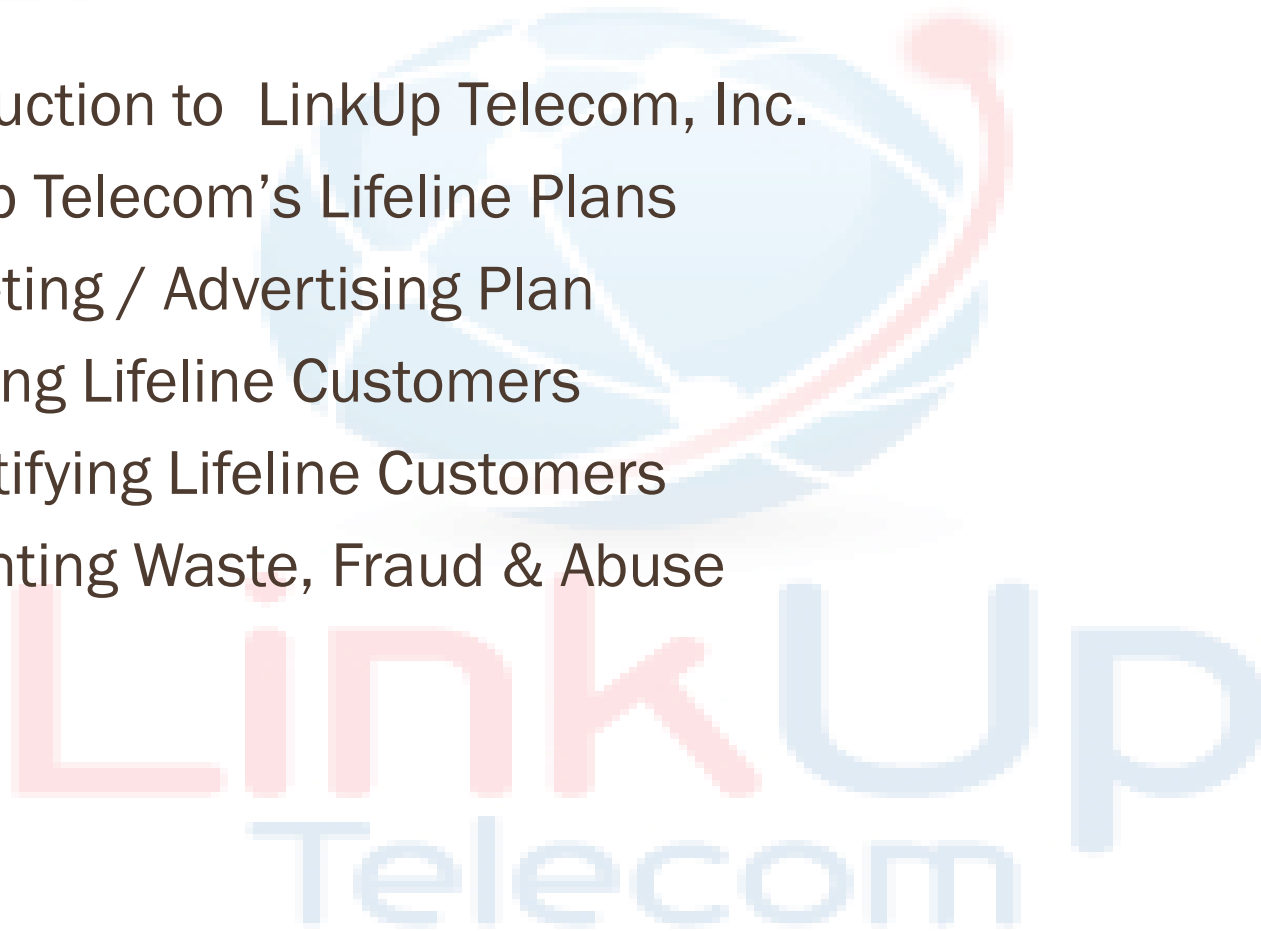 uction to LinkUp Telecom, Inc.
p Telecom’s Lifeline Plans
ting / Advertising Plan
ng Lifeline Customers
tifying Lifeline Customers
nting Waste, Fraud & Abuse
LinkUp
Telecom